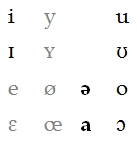 i y u
ɪ ʏ ʊ
e ø ə o
ɛ œ a ɔ